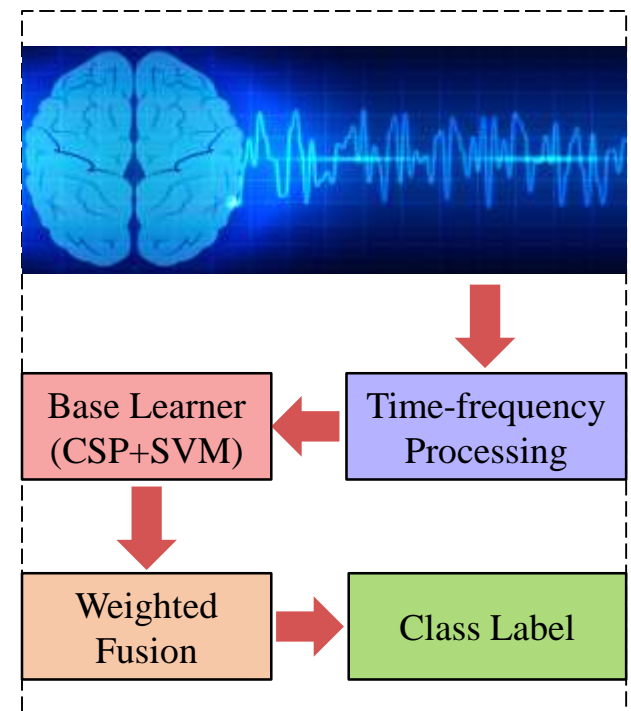 Base Learner
(CSP+SVM)
Time-frequency
Processing
Weighted
Fusion
Class Label